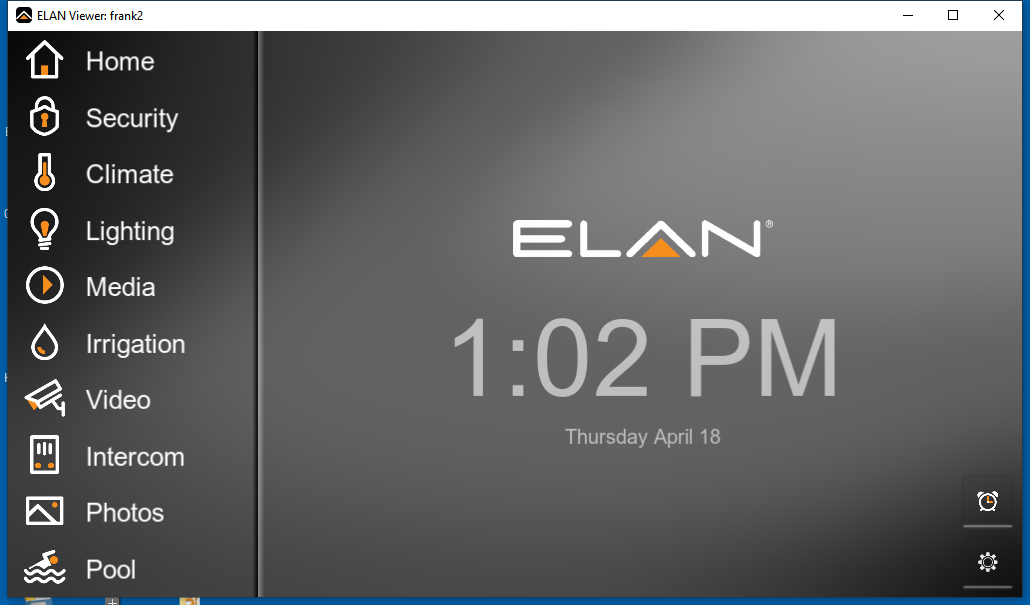 ELAN Viewer: frank2
Home
Security
Climate
Lighting
Media
Irrigation
Video
Intercom
Photos
Pool
ELAN®
1:02 PM
Thursday April 18